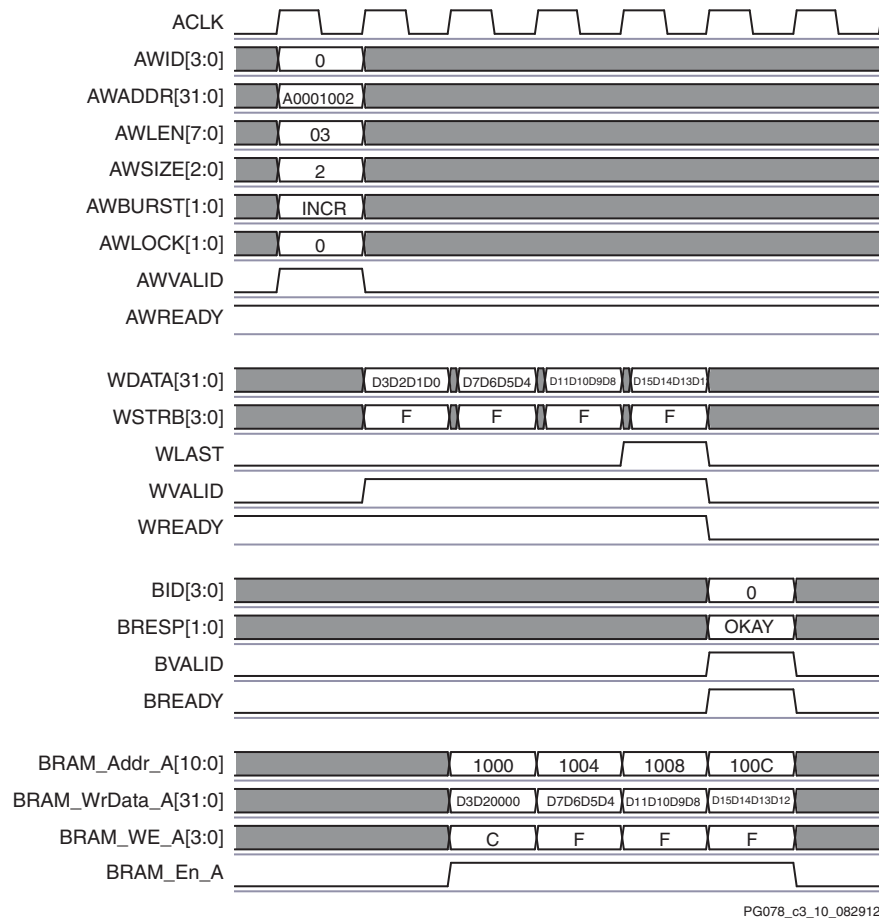 ACLK
AWID[3:0] 0
AWADDR[31:0] A0001002
AWLEN[7:0] 03
AWSIZE[2:0] 2
AWBURST[1:0] INCR
AWLOCK[1:0] 0
AWVALID
AWREADY
WDATA[31:0] D3D2D1D0 D7D6D5D4 D11D10D9D8 D15D14D13D1
WSTRB[3:0] F F F F
WLAST
WVALID
WREADY
BID[3:0] 0
BRESP[1:0] OKAY
BVALID
BREADY
BRAM_Addr_A[10:0] 1000 1004 1008 100C
BRAM_WrData_A[31:0] D3D20000 D7D6D5D4 D11D10D9D8 D15D14D13D12
BRAM_WE_A[3:0] C F F F
BRAM_En_A
PG078_c3_10_082912